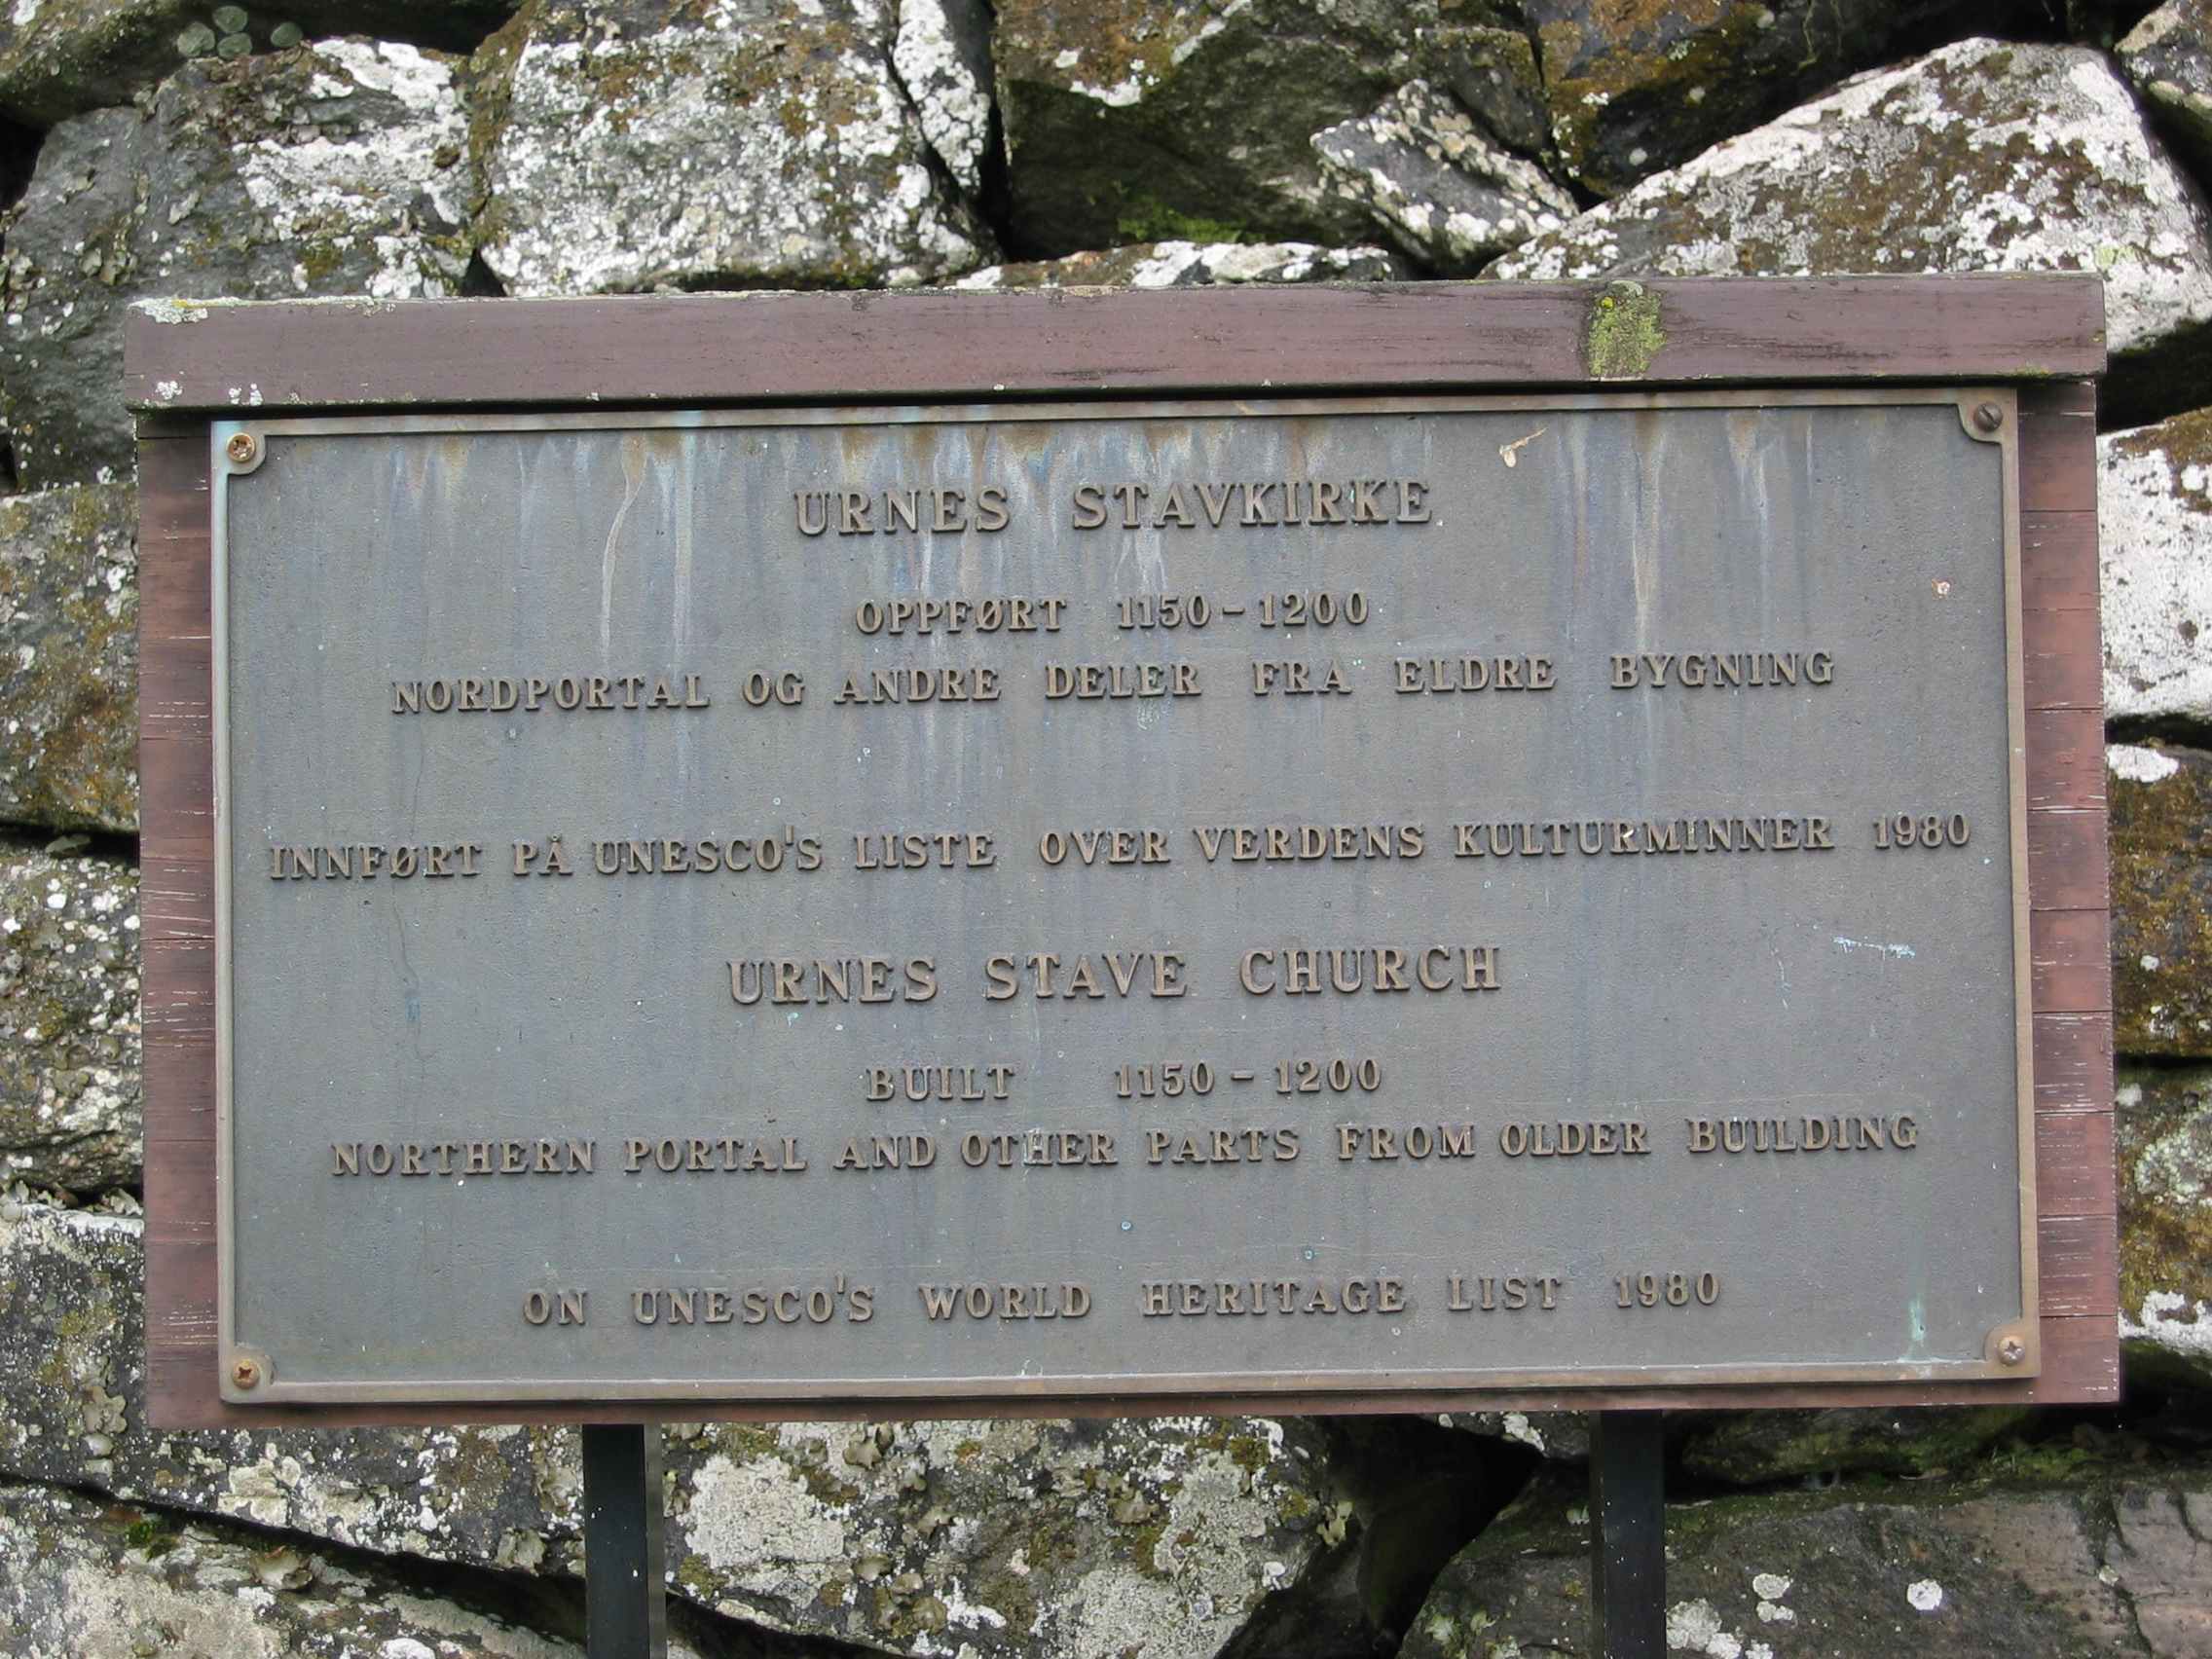 URNES STAVKIRKE
OPPFØRT 1150-1200
NORDPORTAL OG ANDRE DELER FRA ELDRE BYGNING
INNFØRT PÅ UNESCO'S LISTE OVER VERDENS KULTURMINNER 1980
URNES STAVE CHURCH
BUILT 1150-1200
NORTHERN PORTAL AND OTHER PARTS FROM OLDER BUILDING
ON UNESCO'S WORLD HERITAGE LIST 1980